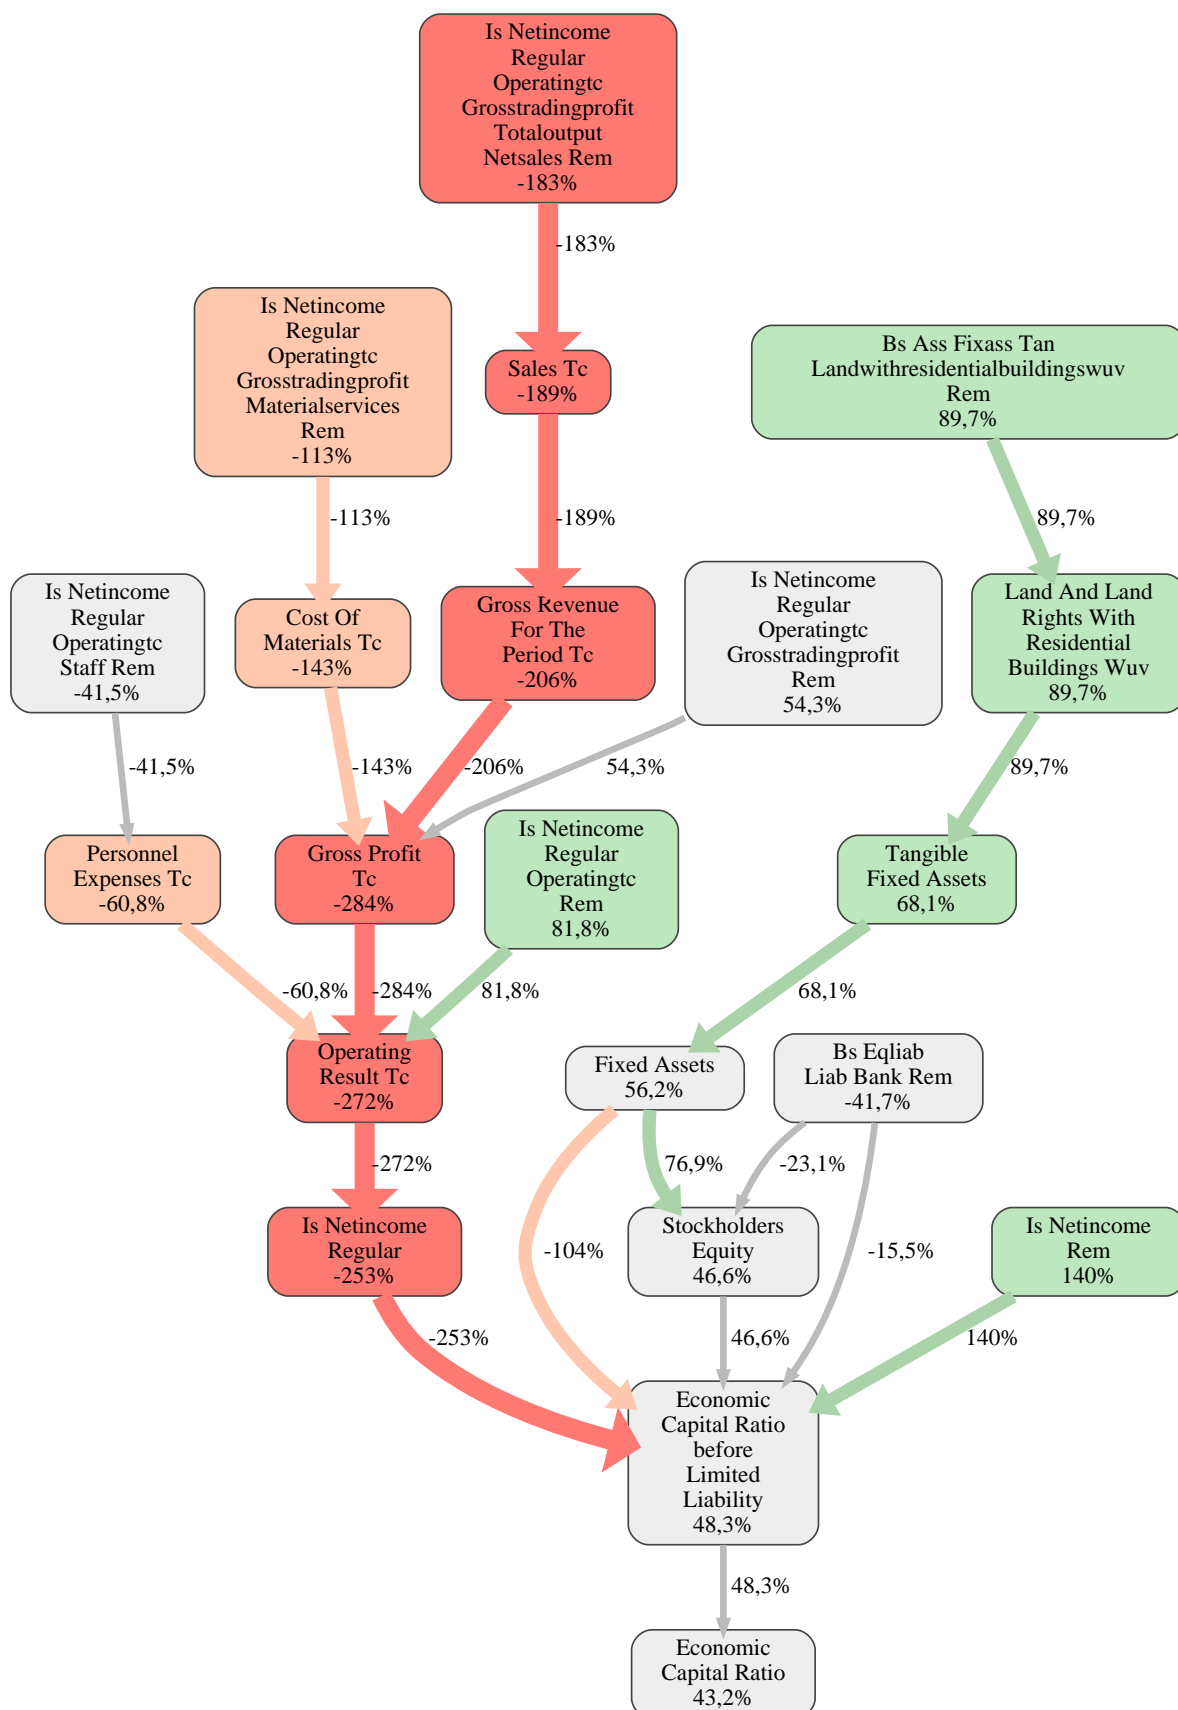 Is Netincome
Regular
Operatingtc
Grosstradingprofit
Totaloutput
Netsales Rem
-183%
-183%
Is Netincome
Regular
Operatingtc
Grosstradingprofit
Materialservices
Rem
-113%
Sales Tc
-189%
Bs Ass Fixass Tan
Landwithresidentialbuildingswuv
Rem
89,7%
-113%
-189%
89,7%
Is Netincome
Regular
Operatingtc
Staff Rem
-41,5%
Cost Of
Materials Tc
-143%
Gross Revenue
For The
Period Tc
-206%
Is Netincome
Regular
Operatingtc
Grosstradingprofit
Rem
54,3%
Land And Land
Rights With
Residential
Buildings Wuv
89,7%
-41,5%
-143%
-206%
54,3%
89,7%
Personnel
Expenses Tc
-60,8%
Gross Profit
Tc
-284%
Is Netincome
Regular
Operatingtc
Rem
81,8%
Tangible
Fixed Assets
68,1%
-60,8%
-284%
81,8%
68,1%
Operating
Result Tc
-272%
Fixed Assets
56,2%
Bs Eqliab
Liab Bank Rem
-41,7%
-272%
76,9%
-23,1%
Is Netincome
Regular
-253%
-104%
Stockholders
Equity
46,6%
-15,5%
Is Netincome
Rem
140%
-253%
46,6%
140%
Economic
Capital Ratio
before
Limited
Liability
48,3%
48,3%
Economic
Capital Ratio
43,2%